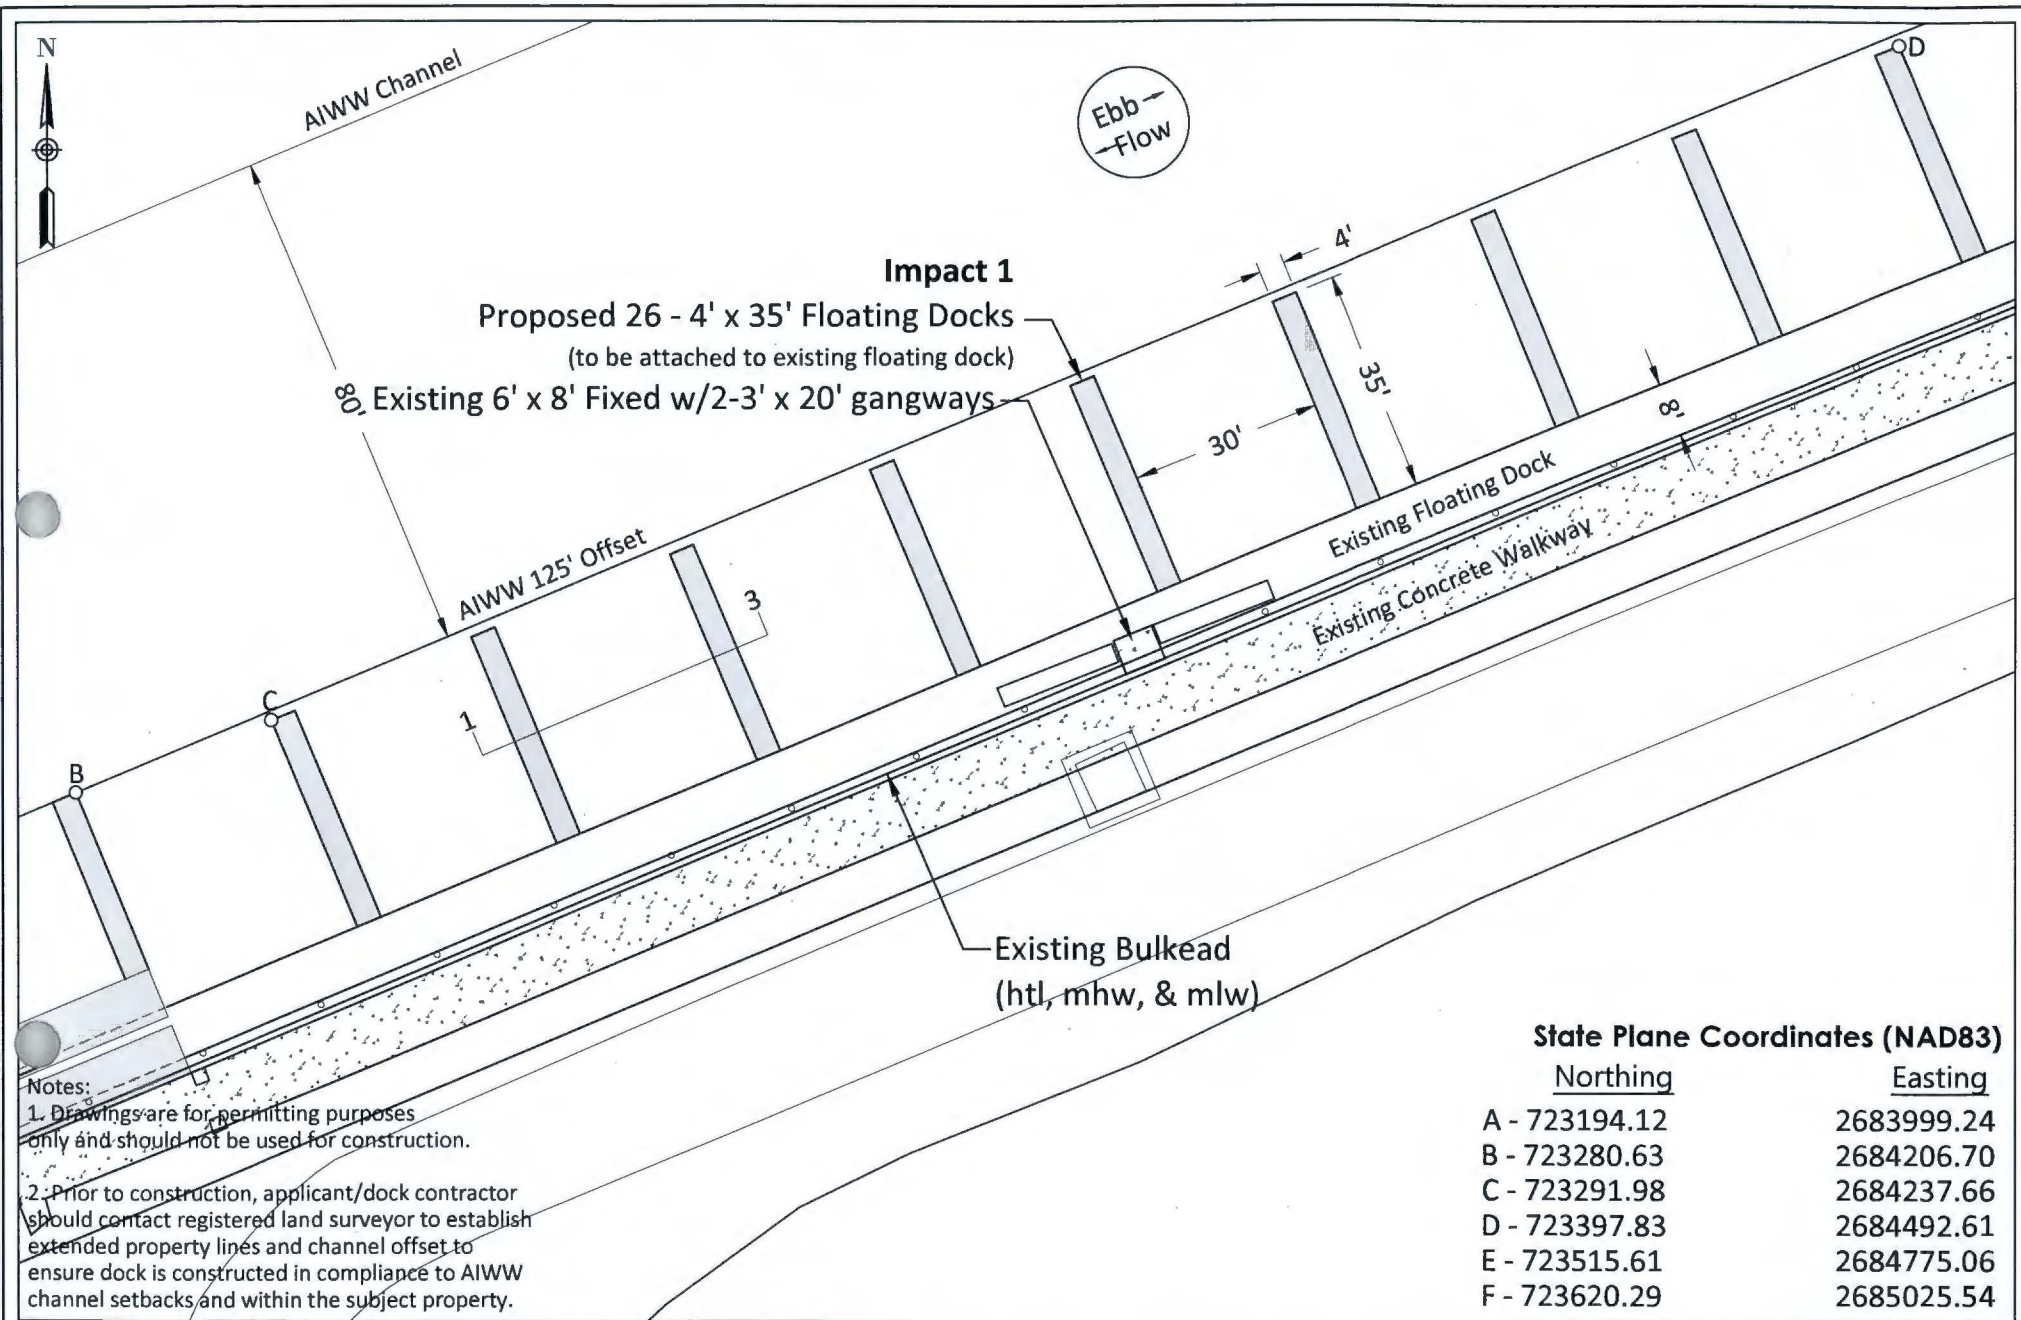 N
AIWW Channel
Ebb
Flow
D
4'
Impact 1
Proposed 26 - 4' x 35' Floating Docks
(to be attached to existing floating dock)
Existing 6' x 8' Fixed w/2-3' x 20' gangways
80'
35'
30'
8'
Existing Floating Dock
Existing Concrete Walkway
AIWW 125' Offset
3
1
C
B
Existing Bulkead
(htl, mhw, & mlw)
Notes:
1. Drawings are for permitting purposes
only and should not be used for construction.
2. Prior to construction, applicant/dock contractor
should contact registered land surveyor to establish
extended property lines and channel offset to
ensure dock is constructed in compliance to AIWW
channel setbacks and within the subject property.
State Plane Coordinates (NAD83)
Northing Easting
A - 723194.12 2683999.24
B - 723280.63 2684206.70
C - 723291.98 2684237.66
D - 723397.83 2684492.61
E - 723515.61 2684775.06
F - 723620.29 2685025.54